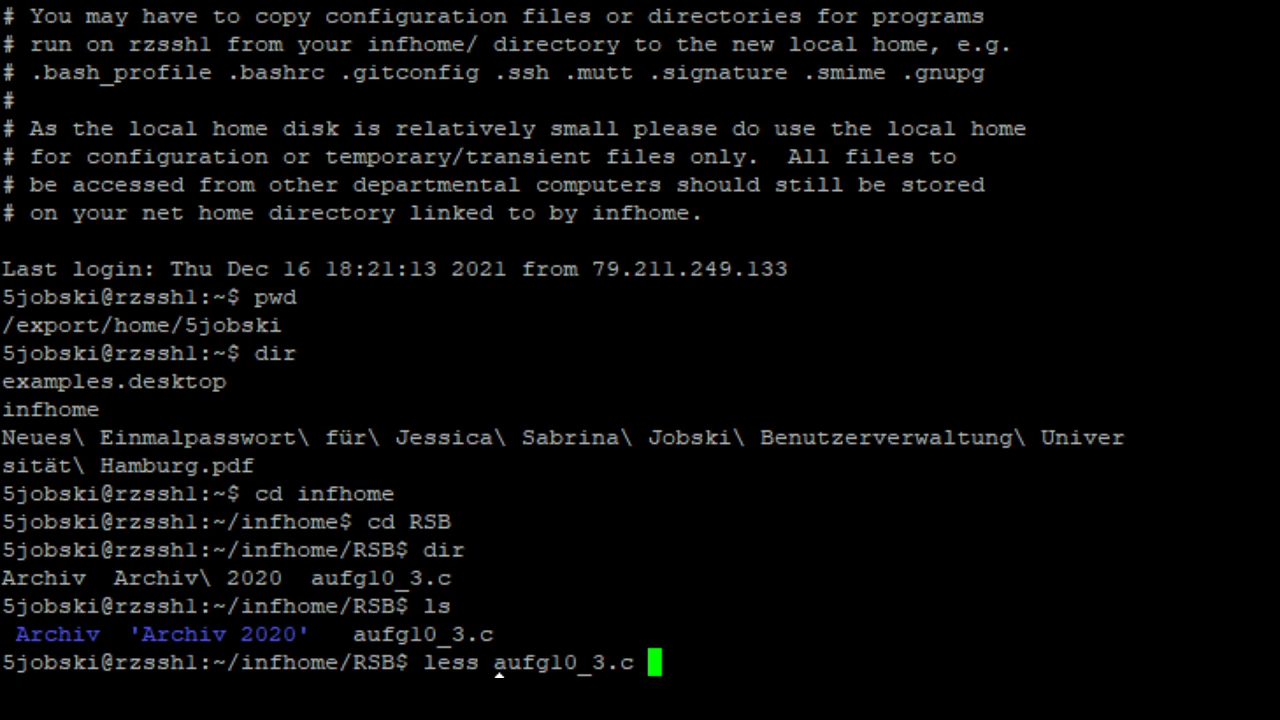 # You may have to copy configuration files or directories for programs
# run on rzssh1 from your infhome/ directory to the new local home, e.g.
# .bash_profile .bashrc .gitconfig .ssh .mutt .signature .smime .gnupg
#
# As the local home disk is relatively small please do use the local home
# for configuration or temporary/transient files only.  All files to
# be accessed from other departmental computers should still be stored
# on your net home directory linked to by infhome.
Last login: Thu Dec 16 18:21:13 2021 from 79.211.249.133
5jobski@rzssh1:~$ pwd
/export/home/5jobski
5jobski@rzssh1:~$ dir
examples.desktop
infhome
Neues\ Einmalpasswort\ für\ Jessica\ Sabrina\ Jobski\ Benutzerverwaltung\ Univer
sität\ Hamburg.pdf
5jobski@rzssh1:~$ cd infhome
5jobski@rzssh1:~/infhome$ cd RSB
5jobski@rzssh1:~/infhome/RSB$ dir
Archiv  Archiv\ 2020  aufg10_3.c
5jobski@rzssh1:~/infhome/RSB$ ls
 Archiv  'Archiv 2020'   aufg10_3.c
5jobski@rzssh1:~/infhome/RSB$ less aufg10_3.c